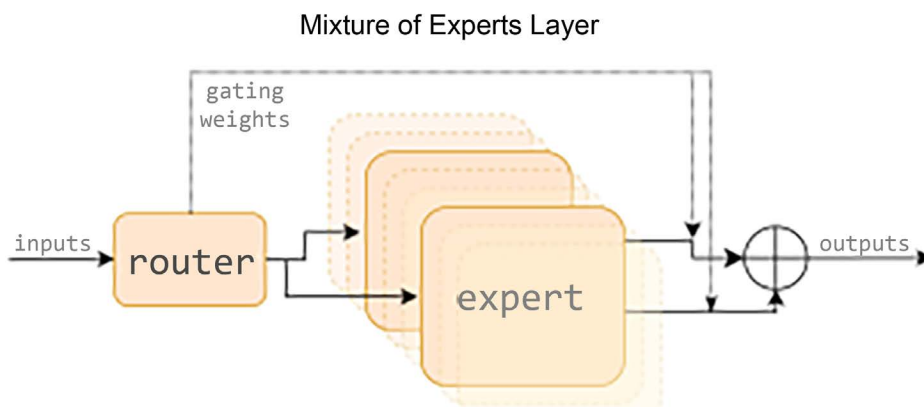 Mixture of Experts Layer
gating
weights
inputs
router
expert
outputs